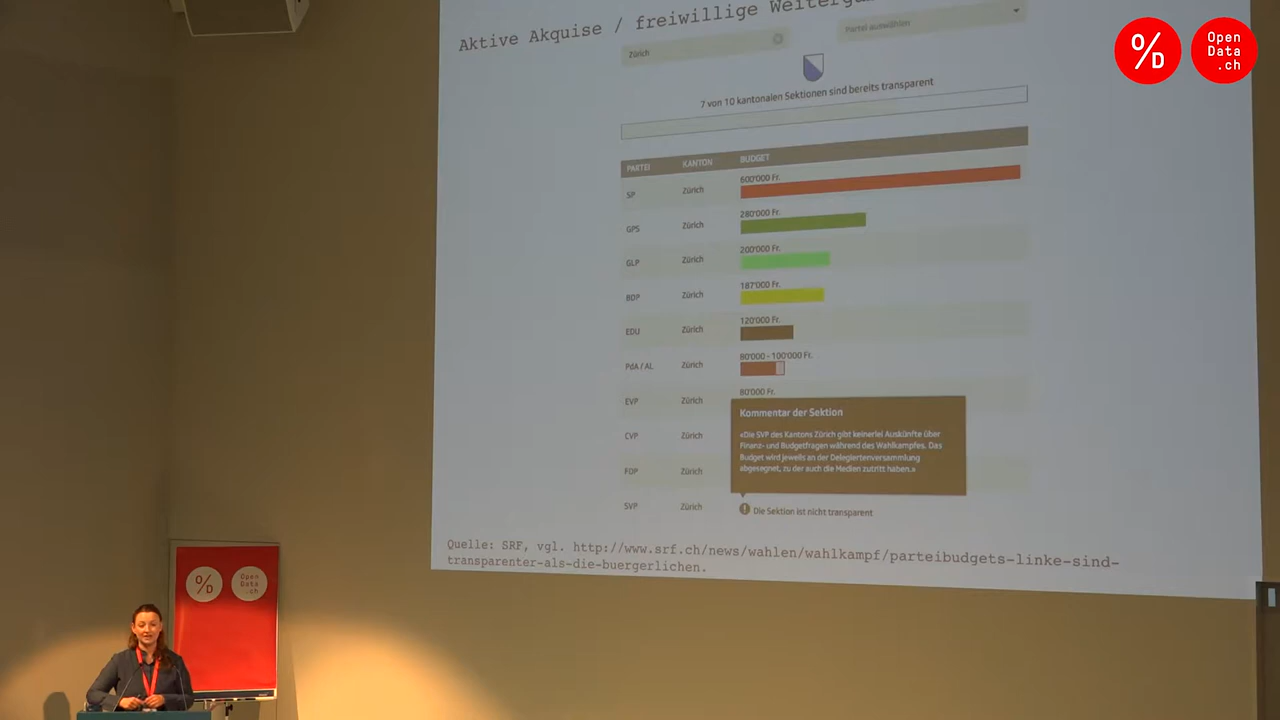 Aktive Akquise / freiwillige
Zürich
Partei auswählen
7 von 10 kantonalen Sektionen sind bereits transparent
PARTEI KANTON BUDGET
SP Zürich 600'000 Fr.
GPS Zürich 280'000 Fr.
GLP Zürich 200'000 Fr.
BDP Zürich 187'000 Fr.
EDU Zürich 120'000 Fr.
PdA / AL Zürich 80'000 - 100'000 Fr.
EVP Zürich 80'000 Fr.
CVP Zürich
FDP Zürich
SVP Zürich
Kommentar der Sektion
«Die SVP des Kantons Zürich gibt keinerlei Auskünfte über
Finanz- und Budgetfragen während des Wahlkampfes. Das
Budget wird jeweils an der Delegiertenversammlung
abgesegnet, zu der auch die Medien zutritt haben.»
! Die Sektion ist nicht transparent
Quelle: SRF, vgl. http://www.srf.ch/news/wahlen/wahlkampf/parteibudgets-linke-sind-
transparenter-als-die-buergerlichen.
%D
Open
Data
.ch
%D
Open
Data
.ch